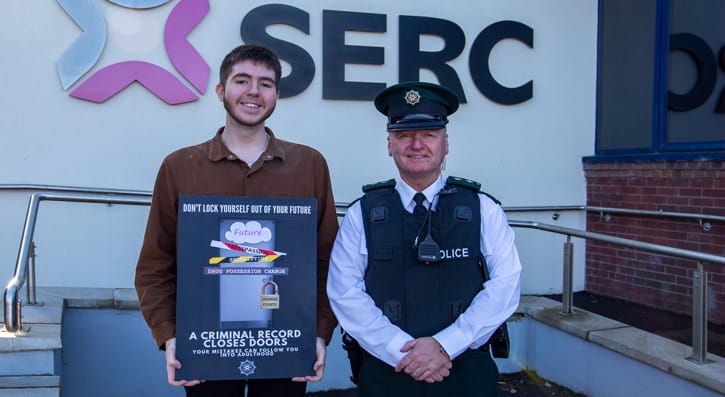 SERC
DON'T LOCK YOURSELF OUT OF YOUR FUTURE
Future
DRUG POSSESSION CHARGE
A CRIMINAL RECORD
CLOSES DOORS
YOUR MISTAKES CAN FOLLOW YOU
INTO ADULTHOOD
POLICE